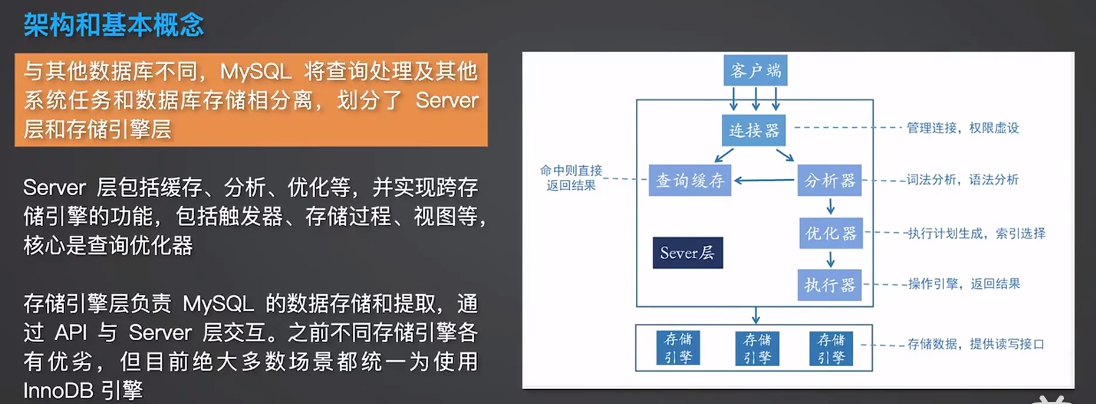 架构和基本概念
与其他数据库不同，MySQL 将查询处理及其他
系统任务和数据库存储相分离，划分了 Server
层和存储引擎层
Server 层包括缓存、分析、优化等，并实现跨存
储引擎的功能，包括触发器、存储过程、视图等，
核心是查询优化器
存储引擎层负责 MySQL 的数据存储和提取，通
过 API 与 Server 层交互。之前不同存储引擎各
有优劣，但目前绝大多数场景都统一为使用
InnoDB 引擎
客户端
连接器
管理连接，权限虚设
命中则直接
返回结果
查询缓存
分析器
词法分析，语法分析
优化器
执行计划生成，索引选择
Sever层
执行器
操作引擎，返回结果
存储
引擎
存储
引擎
存储
引擎
存储数据，提供读写接口